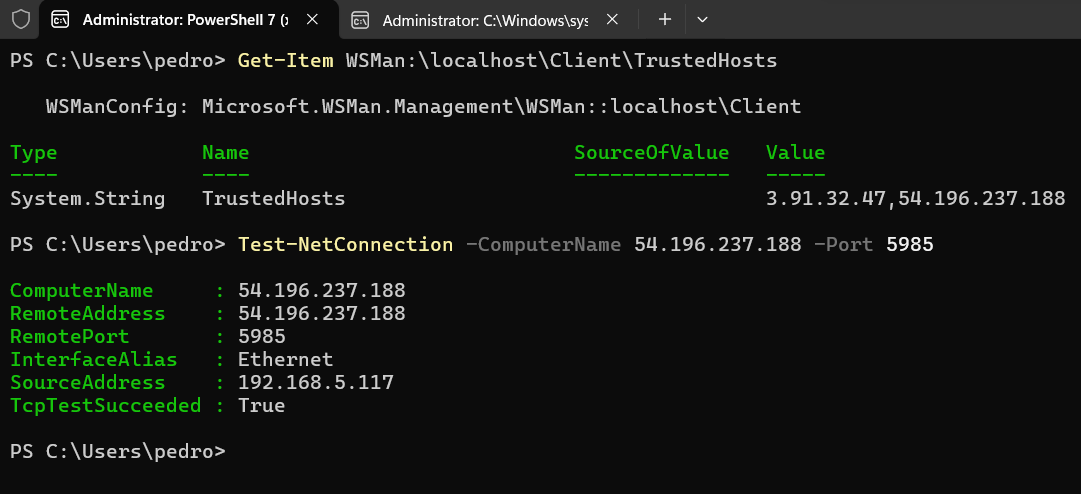 Administrator: PowerShell 7 (x
Administrator: C:\Windows\sys
PS C:\Users\pedro> Get-Item WSMan:\localhost\Client\TrustedHosts
WSManConfig: Microsoft.WSMan.Management\WSMan::localhost\Client
Type Name SourceOfValue Value
---- ---- ------------- -----
System.String TrustedHosts 3.91.32.47,54.196.237.188
PS C:\Users\pedro> Test-NetConnection -ComputerName 54.196.237.188 -Port 5985
ComputerName : 54.196.237.188
RemoteAddress : 54.196.237.188
RemotePort : 5985
InterfaceAlias : Ethernet
SourceAddress : 192.168.5.117
TcpTestSucceeded : True
PS C:\Users\pedro>